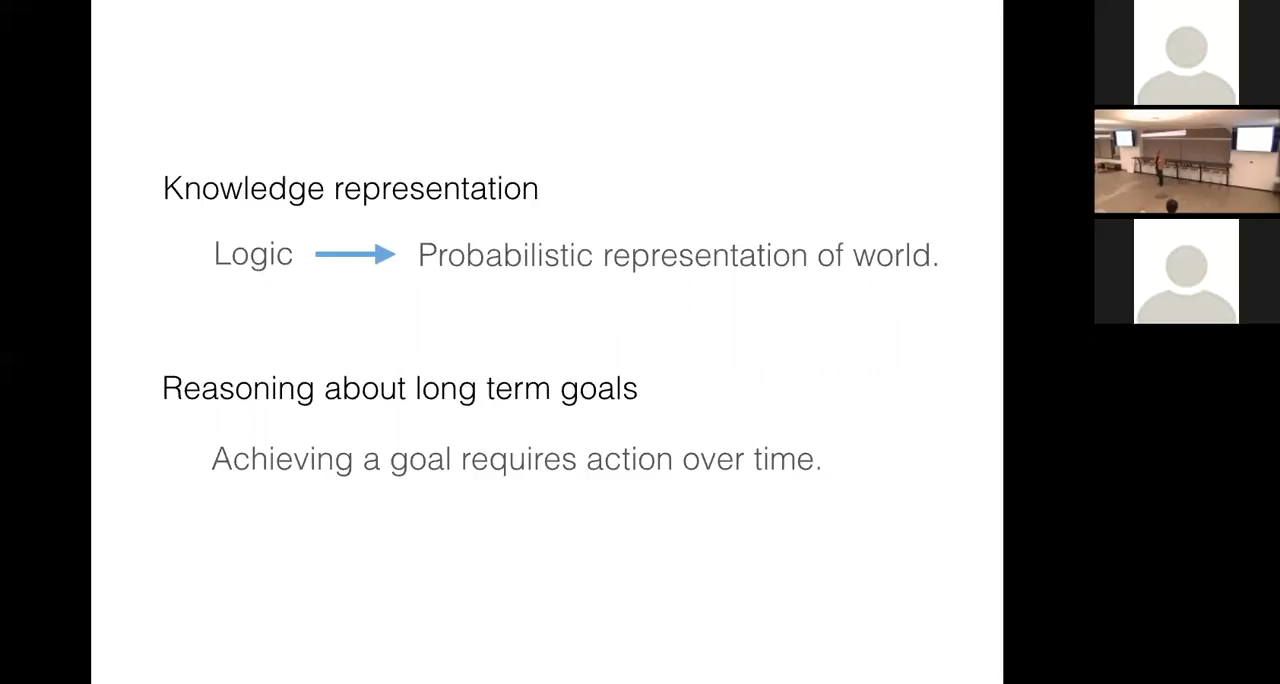 Knowledge representation
Logic Probabilistic representation of world.
Reasoning about long term goals
Achieving a goal requires action over time.